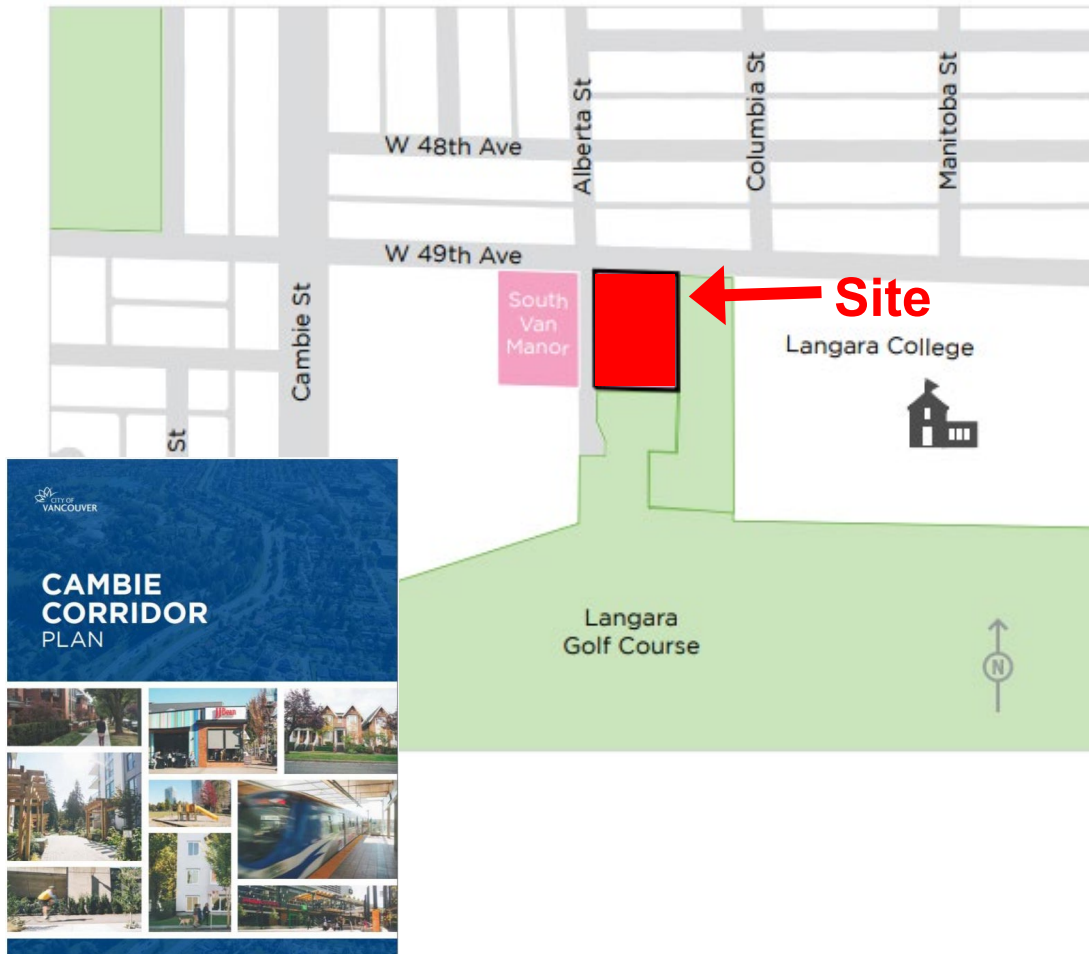 W 48th Ave
Alberta St
Columbia St
Manitoba St
W 49th Ave
Cambie St
South
Van
Manor
Site
Langara College
St
CITY OF
VANCOUVER
CAMBIE
CORRIDOR
PLAN
Langara
Golf Course
N